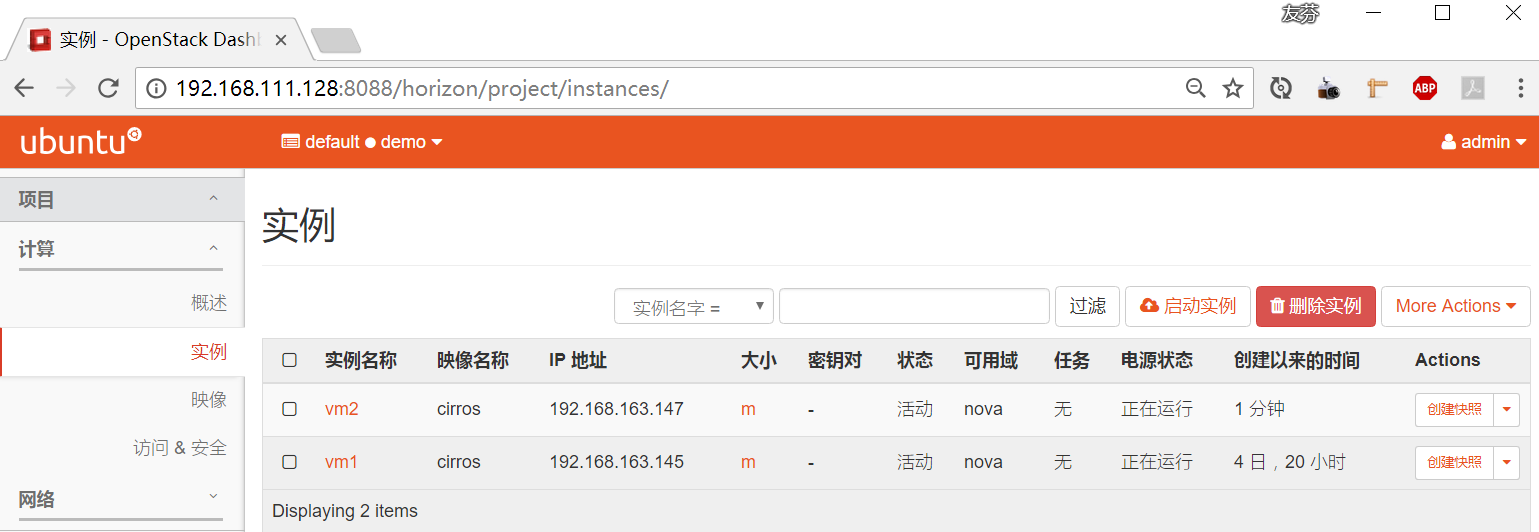 友芬
实例 - OpenStack Dash
192.168.111.128:8088/horizon/project/instances/
ABP
ubuntu
default ● demo
admin
项目
计算
概述
实例
映像
访问 & 安全
网络
实例
实例名字 =
过滤
启动实例
删除实例
More Actions
实例名称 映像名称 IP 地址 大小 密钥对 状态 可用域 任务 电源状态 创建以来的时间 Actions
vm2 cirros 192.168.163.147 m - 活动 nova 无 正在运行 1 分钟 创建快照
vm1 cirros 192.168.163.145 m - 活动 nova 无 正在运行 4 日，20 小时 创建快照
Displaying 2 items